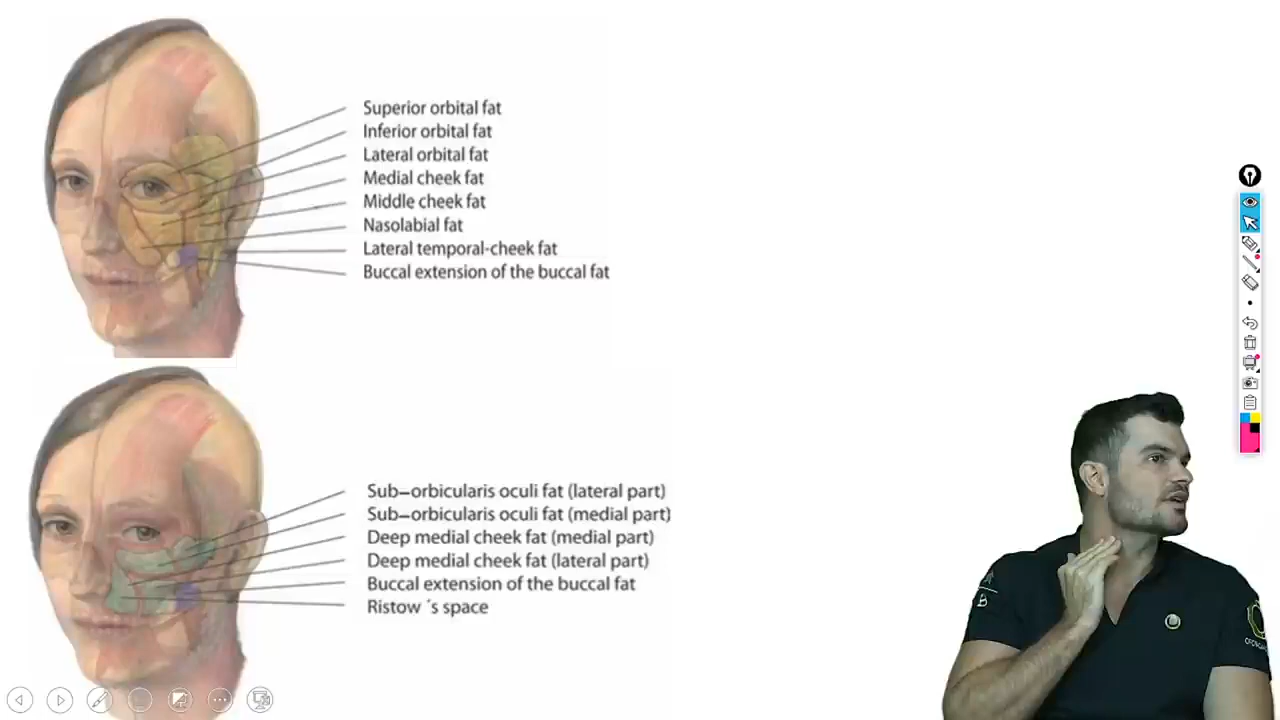 Superior orbital fat
Inferior orbital fat
Lateral orbital fat
Medial cheek fat
Middle cheek fat
Nasolabial fat
Lateral temporal-cheek fat
Buccal extension of the buccal fat
Sub-orbicularis oculi fat (lateral part)
Sub-orbicularis oculi fat (medial part)
Deep medial cheek fat (medial part)
Deep medial cheek fat (lateral part)
Buccal extension of the buccal fat
Ristow ´s space